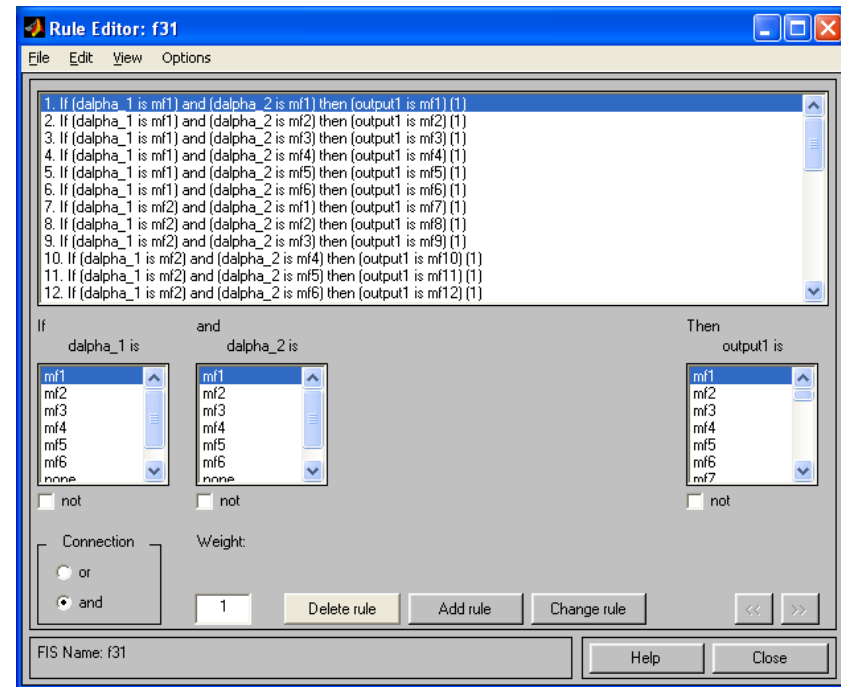 Rule Editor: f31
File Edit View Options
1. If (dalpha_1 is mf1) and (dalpha_2 is mf1) then (output1 is mf1) (1)
2. If (dalpha_1 is mf1) and (dalpha_2 is mf2) then (output1 is mf2) (1)
3. If (dalpha_1 is mf1) and (dalpha_2 is mf3) then (output1 is mf3) (1)
4. If (dalpha_1 is mf1) and (dalpha_2 is mf4) then (output1 is mf4) (1)
5. If (dalpha_1 is mf1) and (dalpha_2 is mf5) then (output1 is mf5) (1)
6. If (dalpha_1 is mf1) and (dalpha_2 is mf6) then (output1 is mf6) (1)
7. If (dalpha_1 is mf2) and (dalpha_2 is mf1) then (output1 is mf7) (1)
8. If (dalpha_1 is mf2) and (dalpha_2 is mf2) then (output1 is mf8) (1)
9. If (dalpha_1 is mf2) and (dalpha_2 is mf3) then (output1 is mf9) (1)
10. If (dalpha_1 is mf2) and (dalpha_2 is mf4) then (output1 is mf10) (1)
11. If (dalpha_1 is mf2) and (dalpha_2 is mf5) then (output1 is mf11) (1)
12. If (dalpha_1 is mf2) and (dalpha_2 is mf6) then (output1 is mf12) (1)
If and Then
dalpha_1 is dalpha_2 is output1 is
mf1 mf1 mf1
mf2 mf2 mf2
mf3 mf3 mf3
mf4 mf4 mf4
mf5 mf5 mf5
mf6 mf6 mf6
none none mf7
not not not
Connection Weight:
or
and 1 Delete rule Add rule Change rule << >>
FIS Name: f31 Help Close